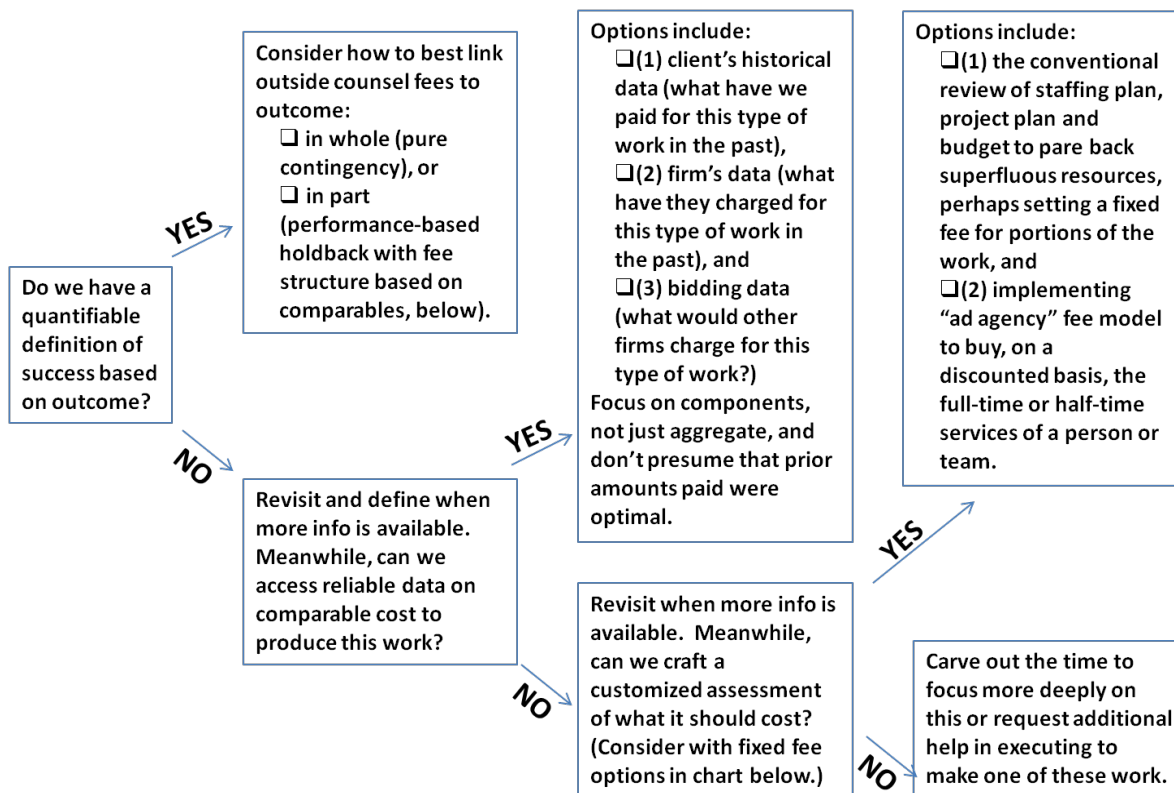 Do we have a
quantifiable
definition of
success based
on outcome?
YES
Consider how to best link
outside counsel fees to
outcome:
❑ in whole (pure
contingency), or
❑ in part
(performance-based
holdback with fee
structure based on
comparables, below).
NO
Revisit and define when
more info is available.
Meanwhile, can we
access reliable data on
comparable cost to
produce this work?
YES
Options include:
❑(1) client’s historical
data (what have we
paid for this type of
work in the past),
❑(2) firm’s data (what
have they charged for
this type of work in
the past), and
❑(3) bidding data
(what would other
firms charge for this
type of work?)
Focus on components,
not just aggregate, and
don’t presume that prior
amounts paid were
optimal.
NO
Revisit when more info is
available.  Meanwhile,
can we craft a
customized assessment
of what it should cost?
(Consider with fixed fee
options in chart below.)
YES
Options include:
❑(1) the conventional
review of staffing plan,
project plan and
budget to pare back
superfluous resources,
perhaps setting a fixed
fee for portions of the
work, and
❑(2) implementing
“ad agency” fee model
to buy, on a
discounted basis, the
full-time or half-time
services of a person or
team.
NO
Carve out the time to
focus more deeply on
this or request additional
help in executing to
make one of these work.